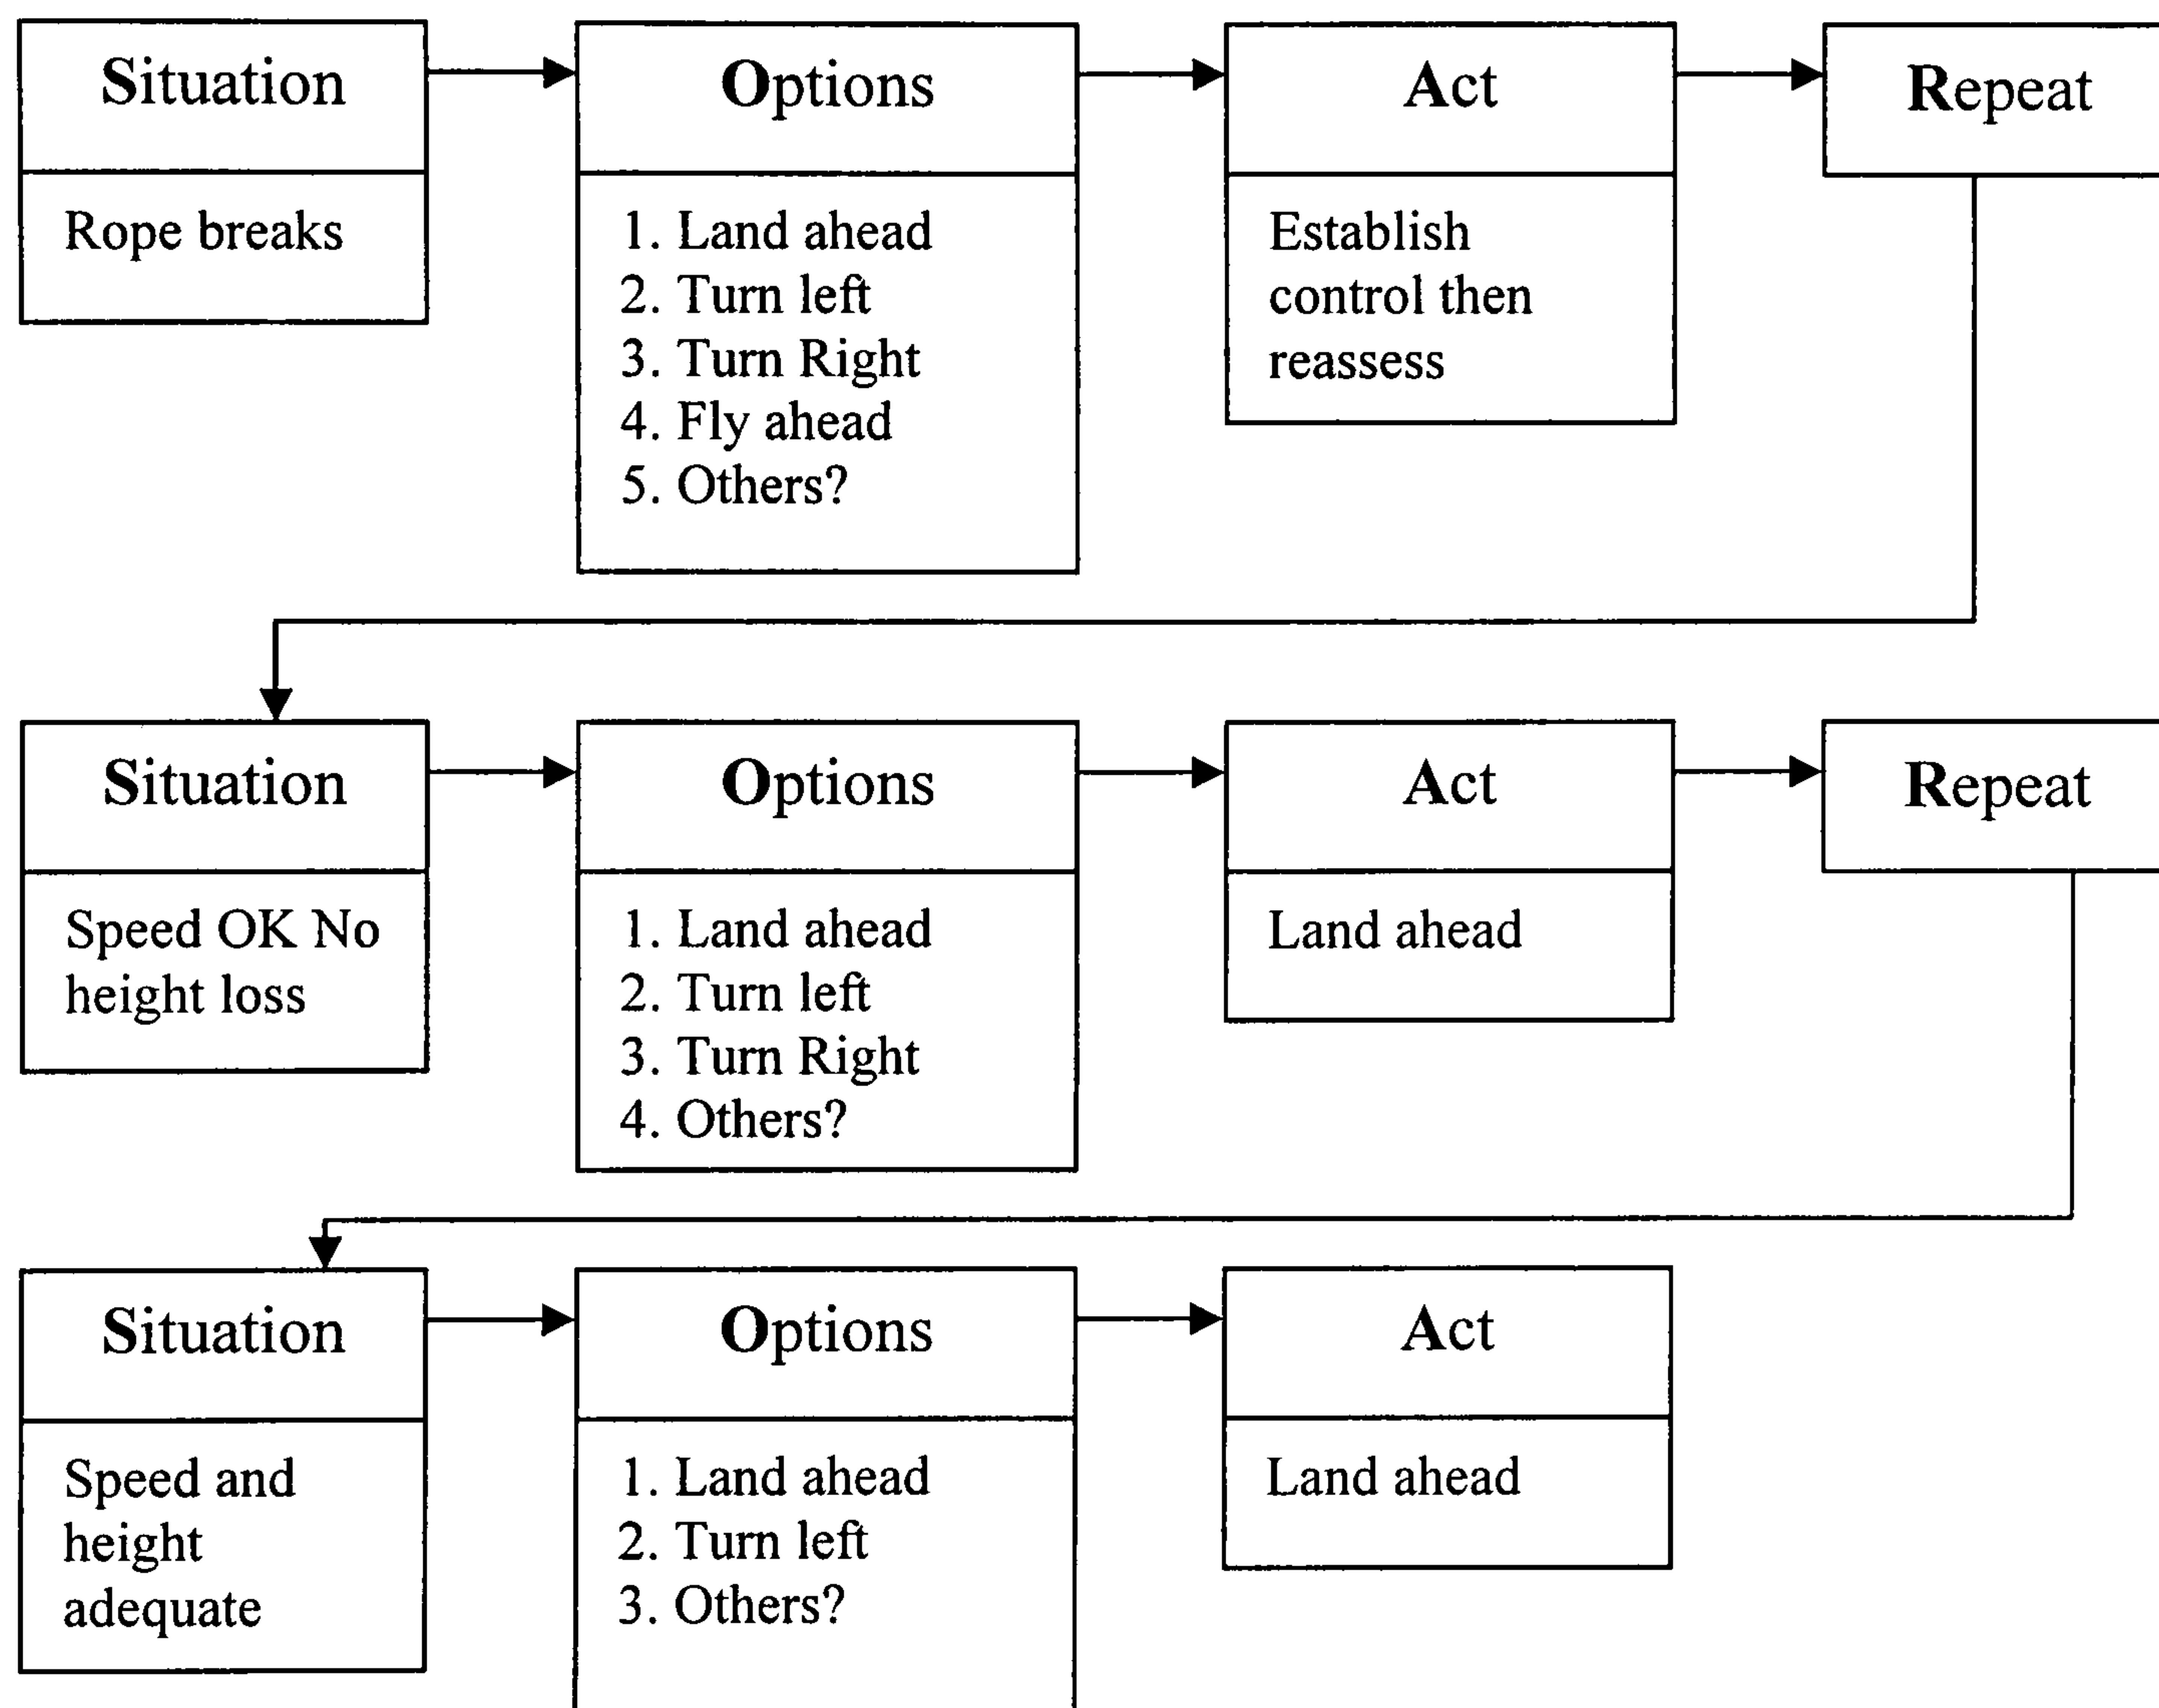 Situation
Options
Act
Repeat
Rope breaks
1. Land ahead
2. Turn left
3. Turn Right
4. Fly ahead
5. Others?
Establish
control then
reassess
Situation
Options
Act
Repeat
Speed OK No
height loss
1. Land ahead
2. Turn left
3. Turn Right
4. Others?
Land ahead
Situation
Options
Act
Speed and
height
adequate
1. Land ahead
2. Turn left
3. Others?
Land ahead